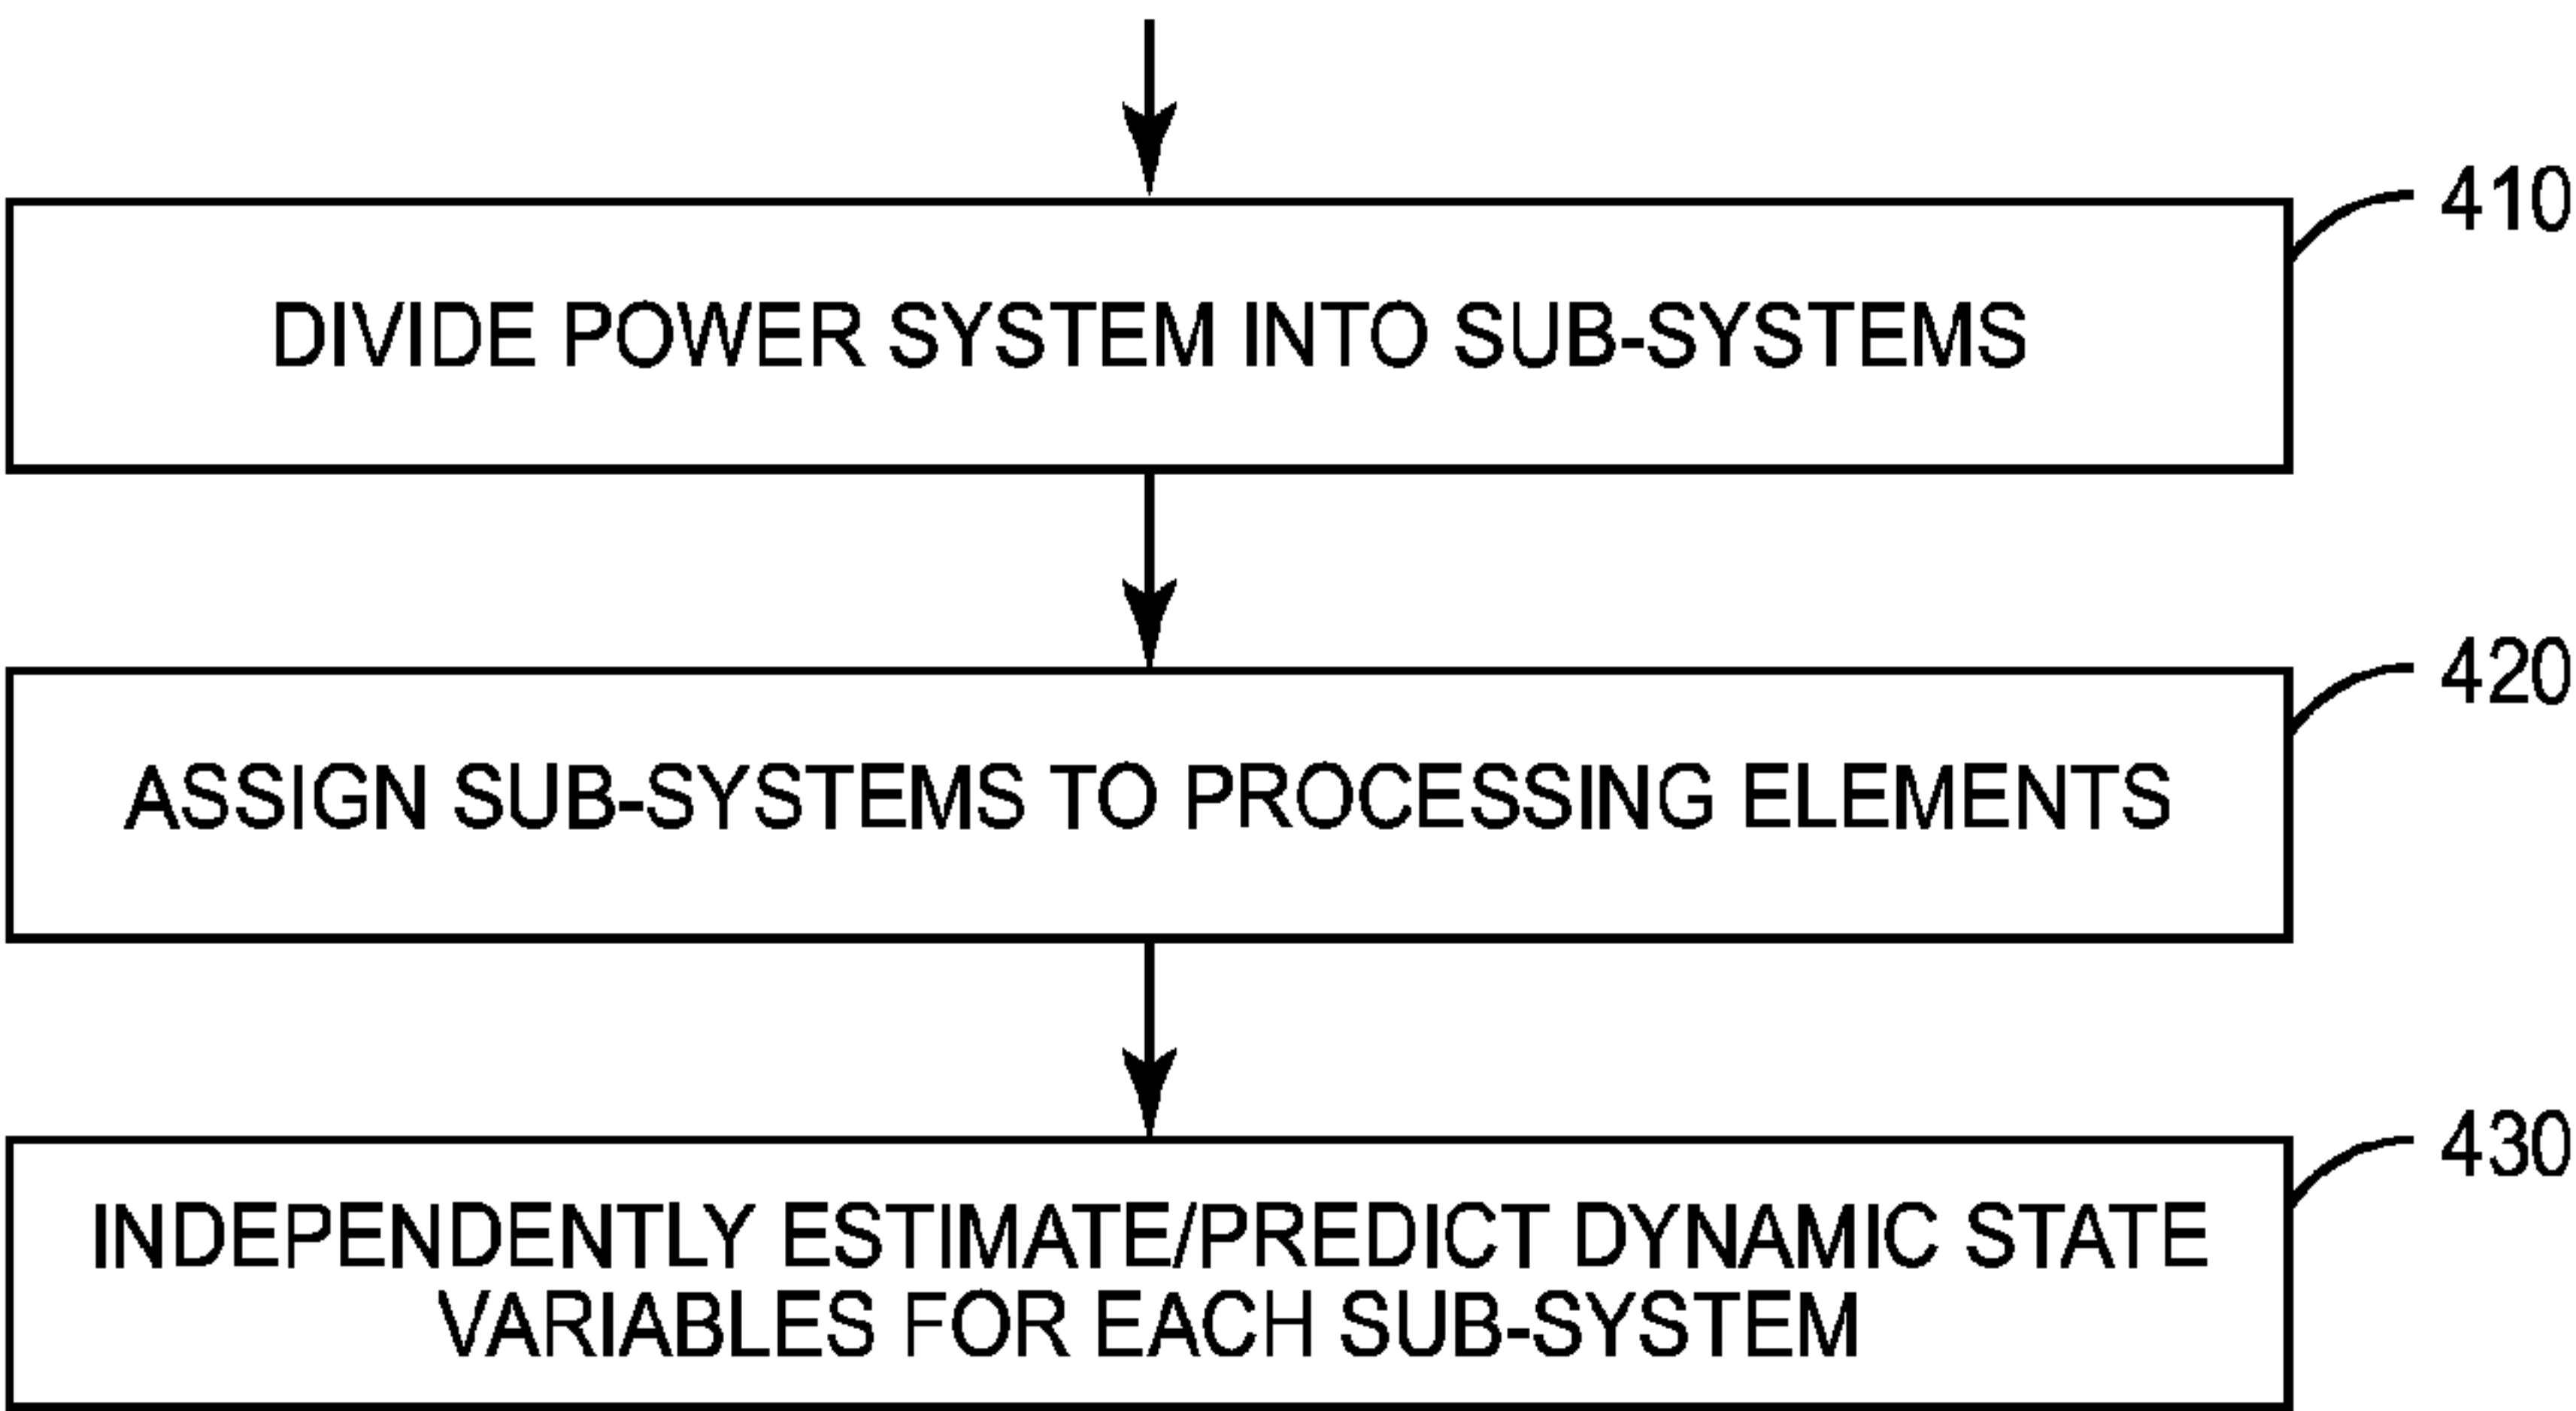 410
DIVIDE POWER SYSTEM INTO SUB-SYSTEMS
420
ASSIGN SUB-SYSTEMS TO PROCESSING ELEMENTS
430
INDEPENDENTLY ESTIMATE/PREDICT DYNAMIC STATE
VARIABLES FOR EACH SUB-SYSTEM